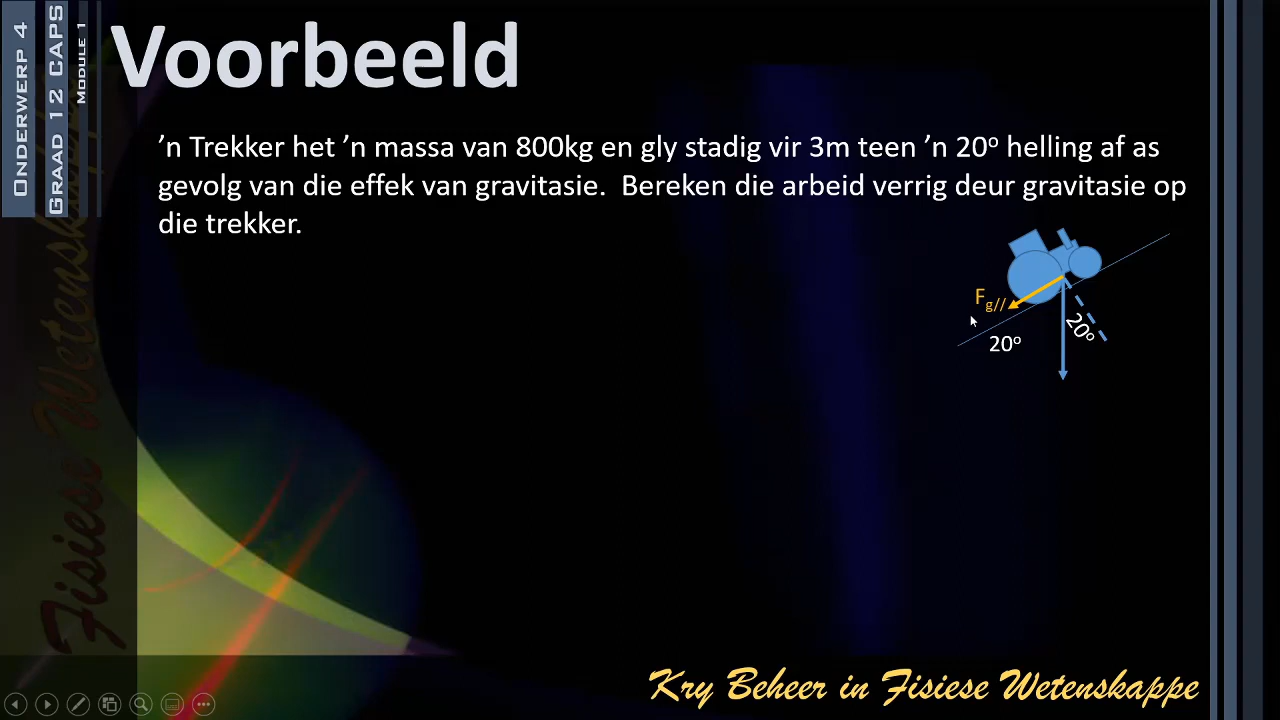 ONDERWERP 4
GRAAD 12 CAPS
MODULE 1
Voorbeeld
’n Trekker het ’n massa van 800kg en gly stadig vir 3m teen ’n 20º helling af as
gevolg van die effek van gravitasie.  Bereken die arbeid verrig deur gravitasie op
die trekker.
Fg//
20º
20º
Fisiese Wetenskappe
Kry Beheer in Fisiese Wetenskappe